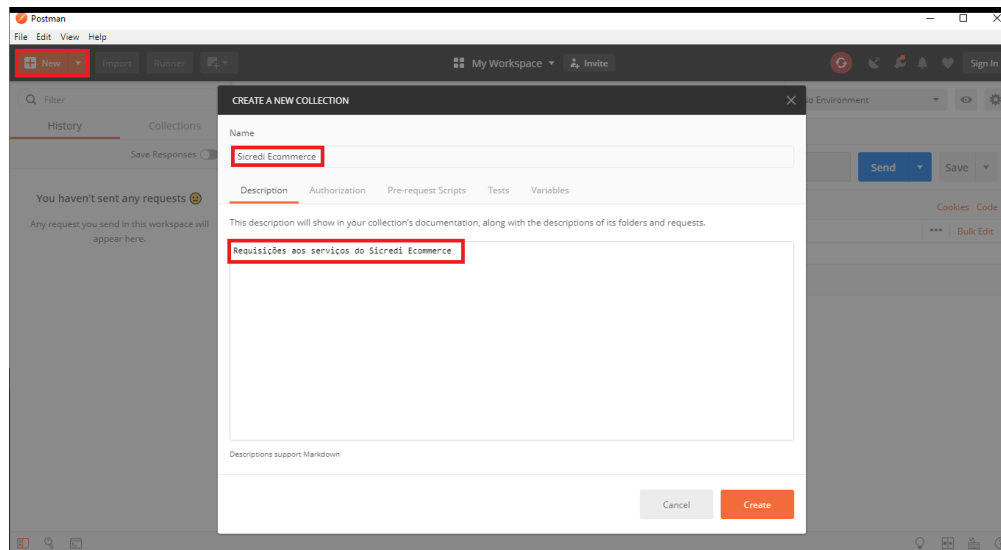 Postman
File Edit View Help
New Import Runner My Workspace Invite Sign In
Filter
History Collections
Save Responses
You haven't sent any requests
Any request you send in this workspace will
appear here.
CREATE A NEW COLLECTION
Name
Sicredi Ecommerce
Description Authorization Pre-request Scripts Tests Variables
This description will show in your collection's documentation, along with the descriptions of its folders and requests.
Requisições aos serviços do Sicredi Ecommerce
Descriptions support Markdown
Cancel Create
o Environment
Send Save
Cookies Code
Bulk Edit